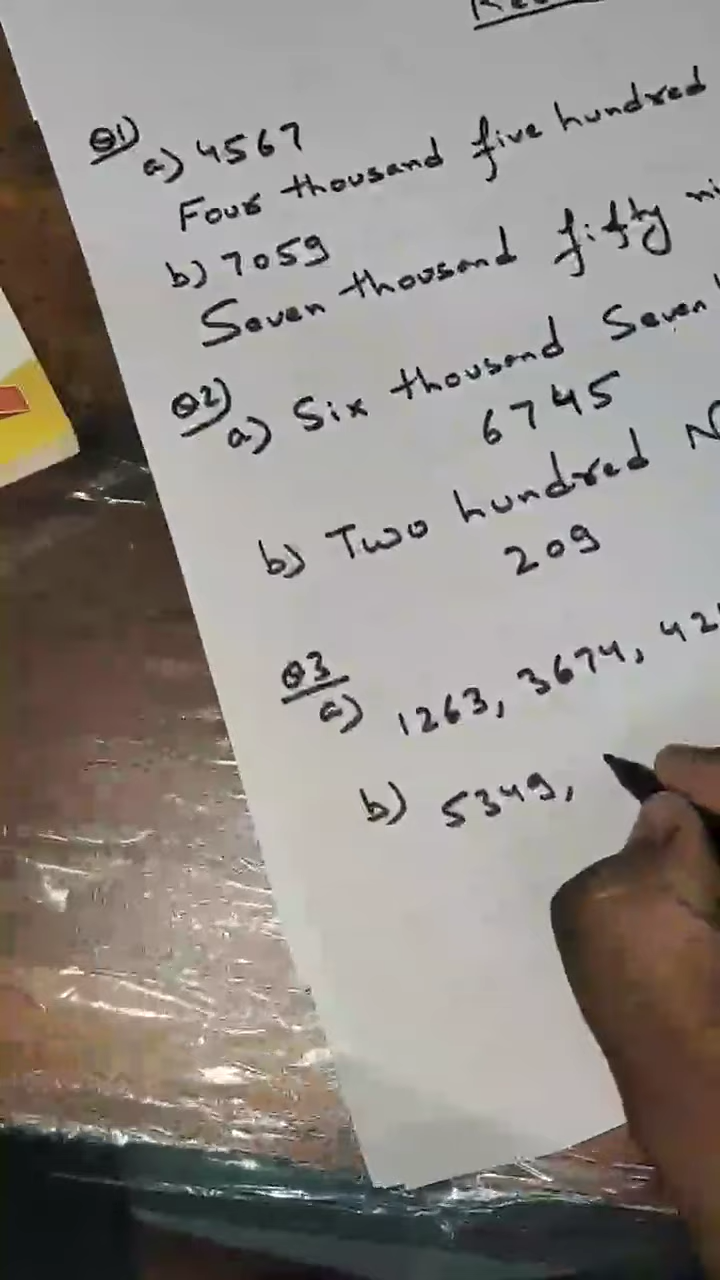 Q1)
a) 4567
Four thousand five hundred
b) 7059
Seven thousand fifty
Q2)
a) Six thousand Seven
6745
b) Two hundred
209
Q3
a) 1263, 3674, 42
b) 5349,